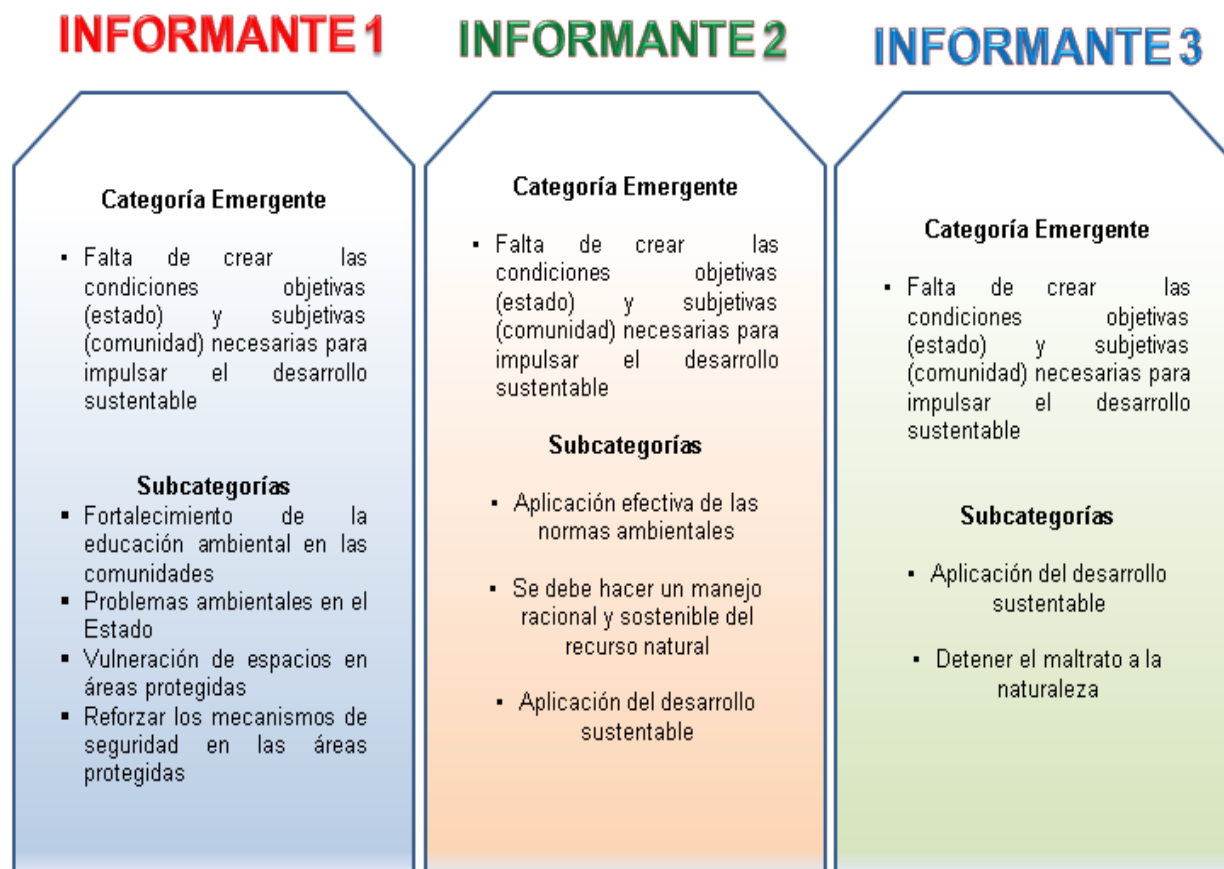 INFORMANTE 1
Categoría Emergente
▪ Falta de crear las
condiciones objetivas
(estado) y subjetivas
(comunidad) necesarias para
impulsar el desarrollo
sustentable
Subcategorías
▪ Fortalecimiento de la
educación ambiental en las
comunidades
▪ Problemas ambientales en el
Estado
▪ Vulneración de espacios en
áreas protegidas
▪ Reforzar los mecanismos de
seguridad en las áreas
protegidas
INFORMANTE 2
Categoría Emergente
▪ Falta de crear las
condiciones objetivas
(estado) y subjetivas
(comunidad) necesarias para
impulsar el desarrollo
sustentable
Subcategorías
▪ Aplicación efectiva de las
normas ambientales
▪ Se debe hacer un manejo
racional y sostenible del
recurso natural
▪ Aplicación del desarrollo
sustentable
INFORMANTE 3
Categoría Emergente
▪ Falta de crear las
condiciones objetivas
(estado) y subjetivas
(comunidad) necesarias para
impulsar el desarrollo
sustentable
Subcategorías
▪ Aplicación del desarrollo
sustentable
▪ Detener el maltrato a la
naturaleza